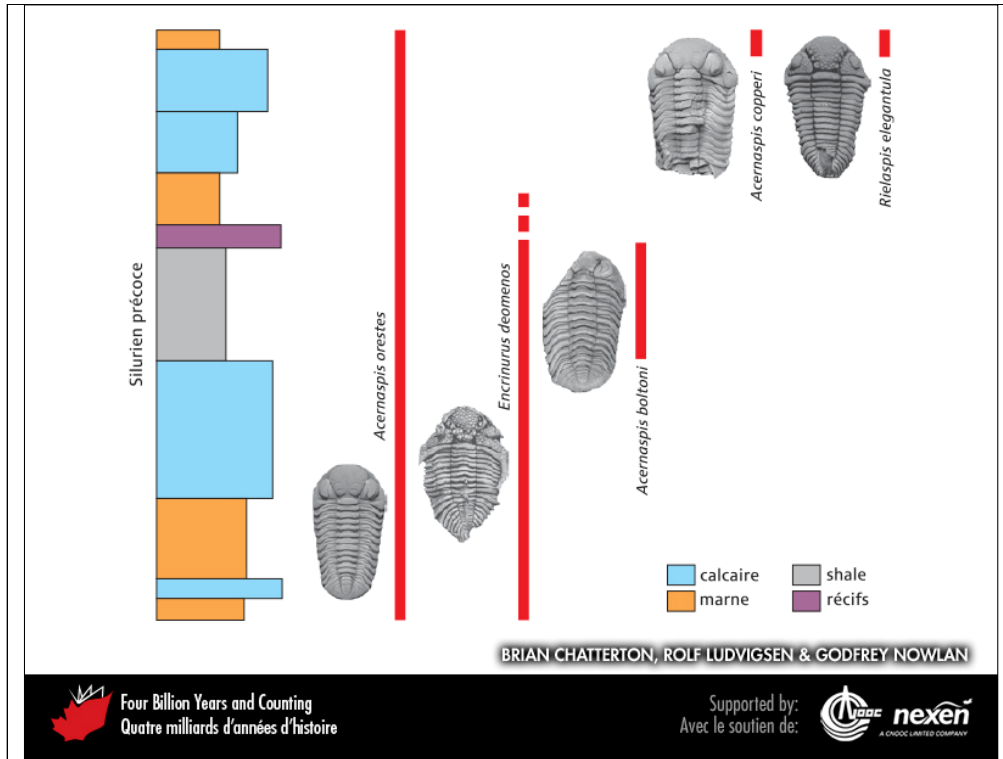 Silurien précoce
Acernaspis orestes
Encrinurus deomenos
Acernaspis boltoni
Acernaspis copperi
Rielaspis elegantula
calcaire
shale
marne
récifs
BRIAN CHATTERTON, ROLF LUDVIGSEN & GODFREY NOWLAN
Four Billion Years and Counting
Quatre milliards d'années d'histoire
Supported by:
Avec le soutien de:
CNOOC
nexen
A CNOOC LIMITED COMPANY